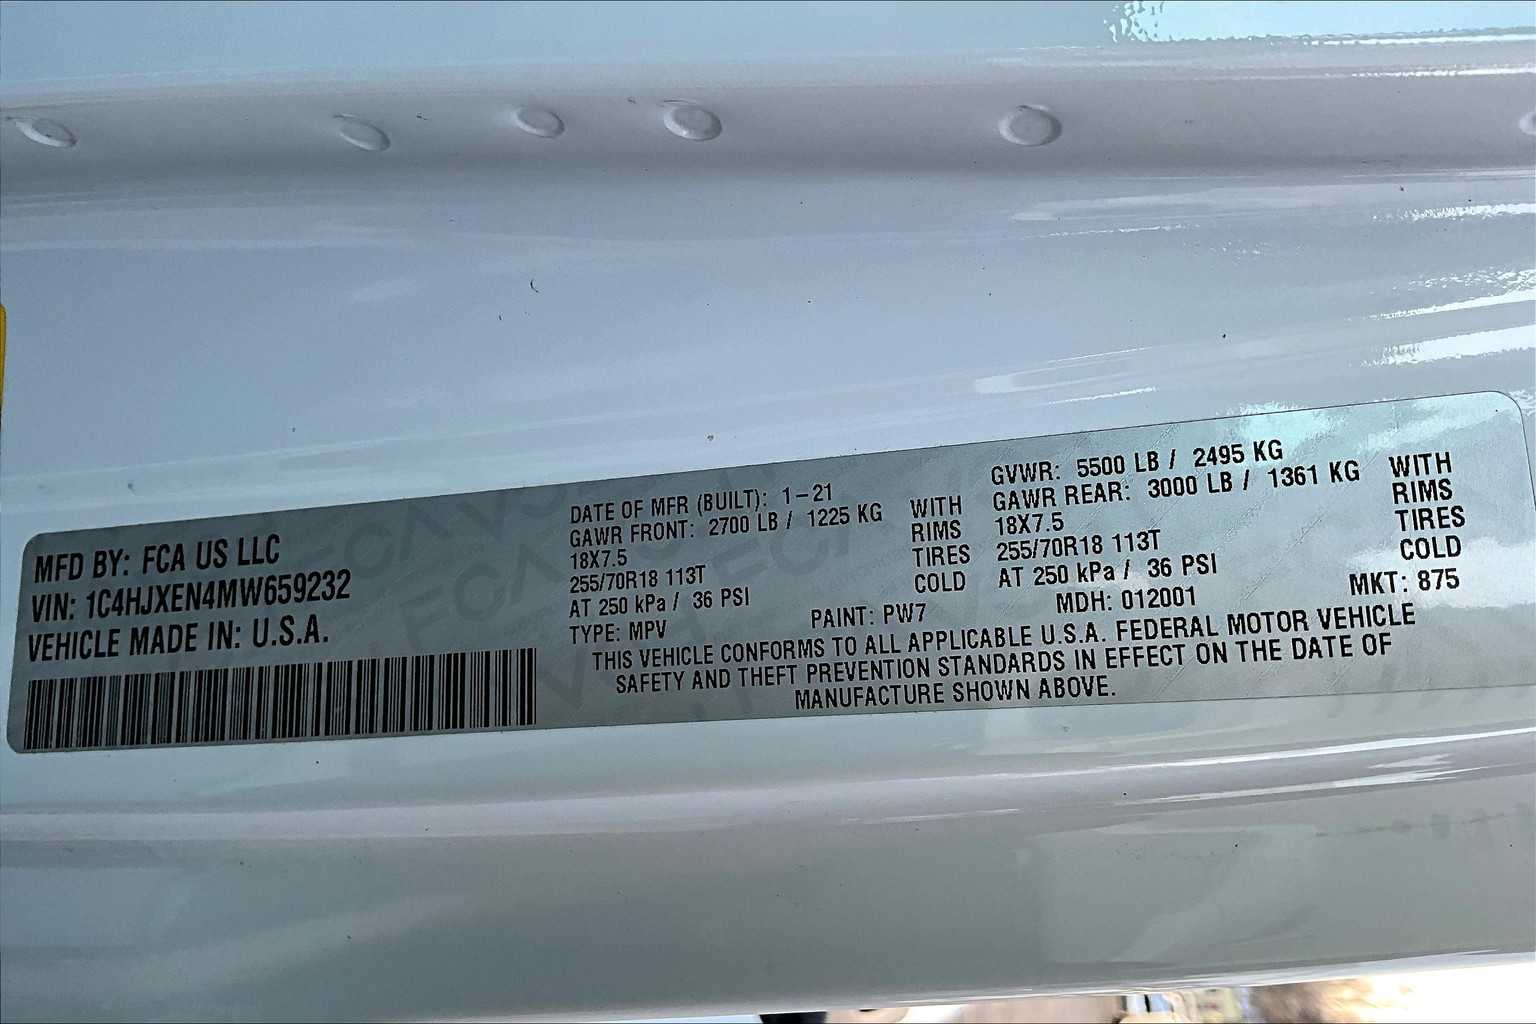 MFD BY: FCA US LLC
VIN: 1C4HJXEN4MW659232
VEHICLE MADE IN: U.S.A.
DATE OF MFR (BUILT): 1-21
GAWR FRONT: 2700 LB / 1225 KG WITH
18X7.5 RIMS
255/70R18 113T TIRES
AT 250 kPa / 36 PSI COLD
GVWR: 5500 LB / 2495 KG
GAWR REAR: 3000 LB / 1361 KG WITH
18X7.5 RIMS
255/70R18 113T TIRES
AT 250 kPa / 36 PSI COLD
TYPE: MPV PAINT: PW7 MDH: 012001 MKT: 875
THIS VEHICLE CONFORMS TO ALL APPLICABLE U.S.A. FEDERAL MOTOR VEHICLE
SAFETY AND THEFT PREVENTION STANDARDS IN EFFECT ON THE DATE OF
MANUFACTURE SHOWN ABOVE.